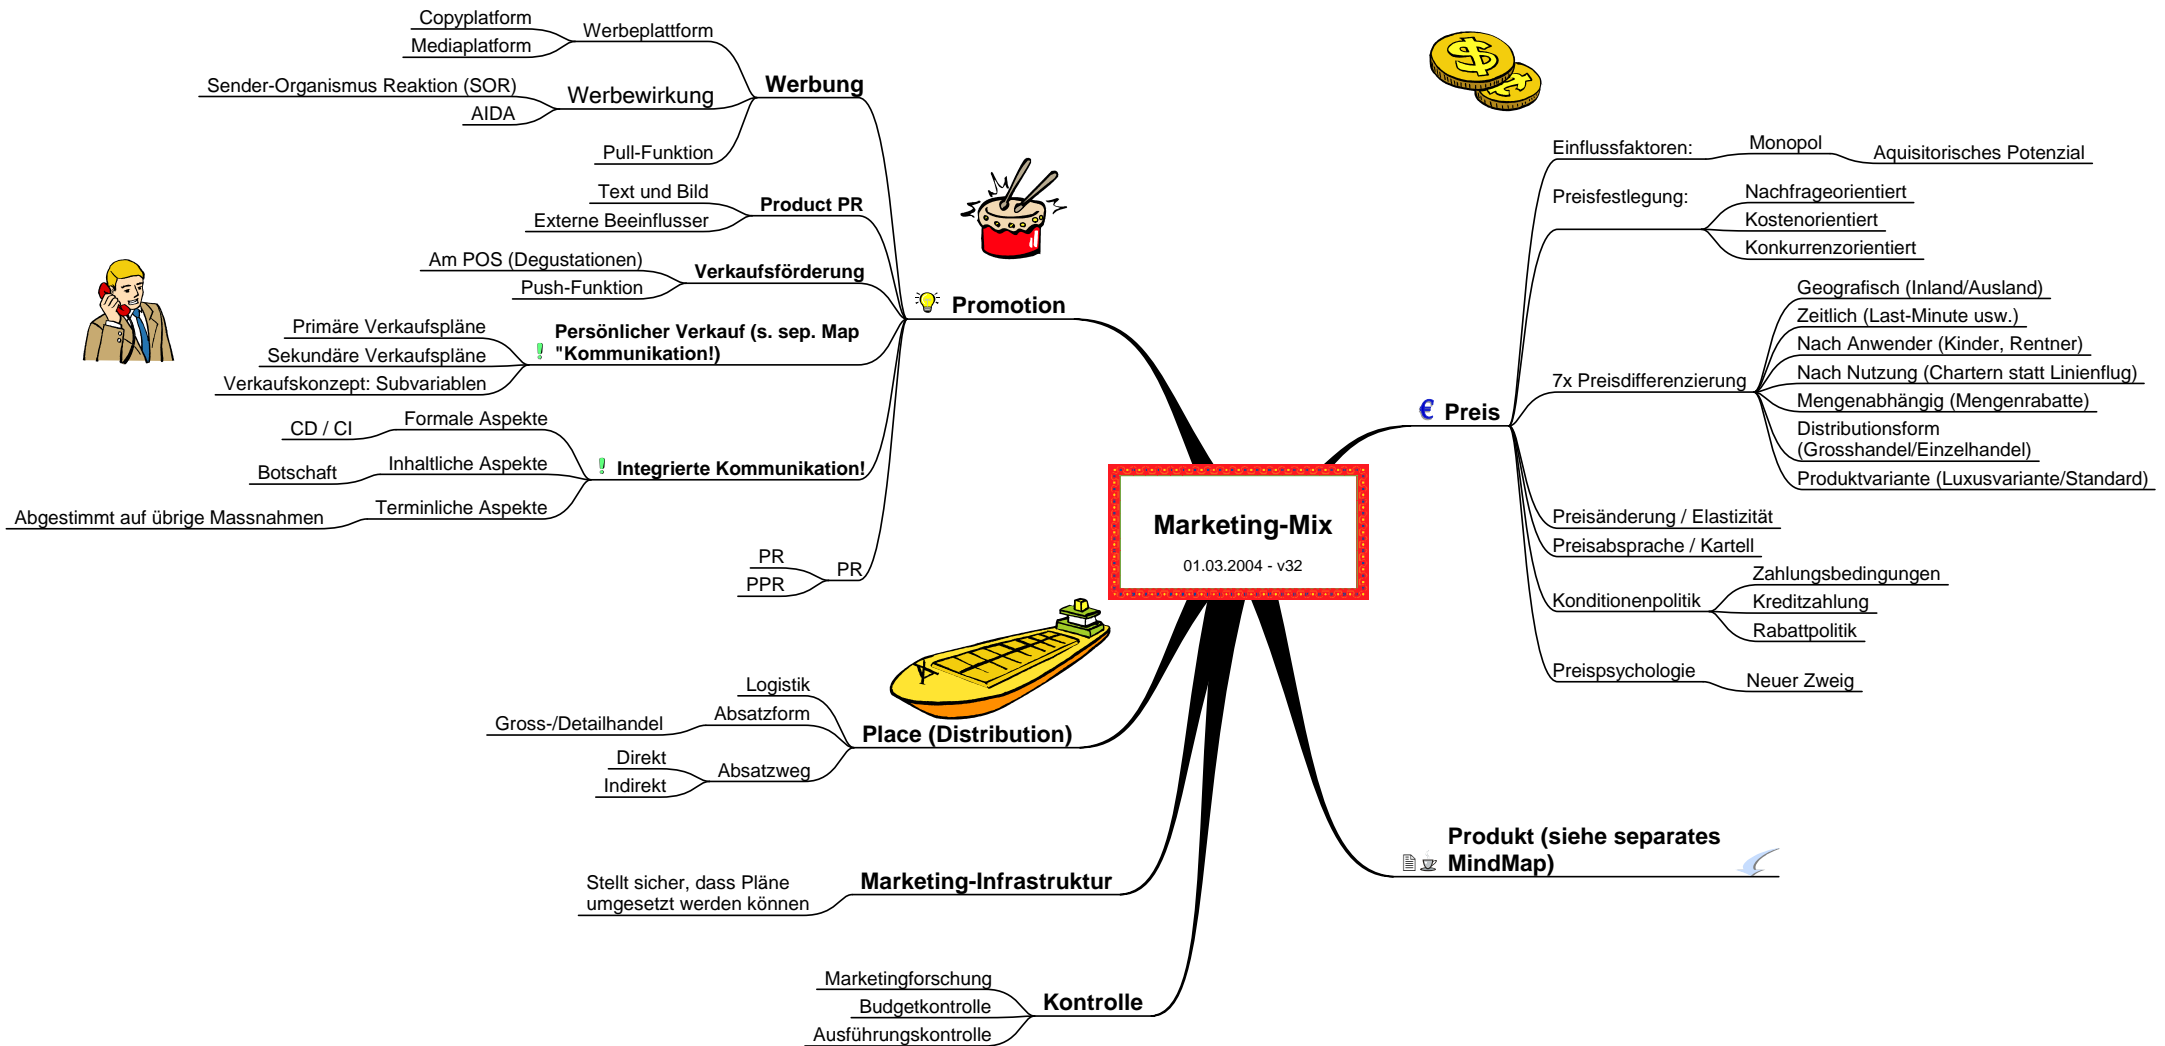 Copyplatform
Mediaplatform
Werbeplattform
Sender-Organismus Reaktion (SOR)
AIDA
Werbewirkung
Pull-Funktion
Werbung
Text und Bild
Externe Beeinflusser
Product PR
Am POS (Degustationen)
Push-Funktion
Verkaufsförderung
Primäre Verkaufspläne
Sekundäre Verkaufspläne
Verkaufskonzept: Subvariablen
Persönlicher Verkauf (s. sep. Map
"Kommunikation!)
CD / CI
Formale Aspekte
Botschaft
Inhaltliche Aspekte
Abgestimmt auf übrige Massnahmen
Terminliche Aspekte
Integrierte Kommunikation!
PR
PPR
PR
Promotion
Logistik
Gross-/Detailhandel
Absatzform
Direkt
Indirekt
Absatzweg
Place (Distribution)
Stellt sicher, dass Pläne
umgesetzt werden können
Marketing-Infrastruktur
Marketingforschung
Budgetkontrolle
Ausführungskontrolle
Kontrolle
Marketing-Mix
01.03.2004 - v32
€ Preis
Einflussfaktoren:
Monopol
Aquisitorisches Potenzial
Preisfestlegung:
Nachfrageorientiert
Kostenorientiert
Konkurrenzorientiert
7x Preisdifferenzierung
Geografisch (Inland/Ausland)
Zeitlich (Last-Minute usw.)
Nach Anwender (Kinder, Rentner)
Nach Nutzung (Chartern statt Linienflug)
Mengenabhängig (Mengenrabatte)
Distributionsform
(Grosshandel/Einzelhandel)
Produktvariante (Luxusvariante/Standard)
Preisänderung / Elastizität
Preisabsprache / Kartell
Konditionenpolitik
Zahlungsbedingungen
Kreditzahlung
Rabattpolitik
Preispsychologie
Neuer Zweig
Produkt (siehe separates
MindMap)